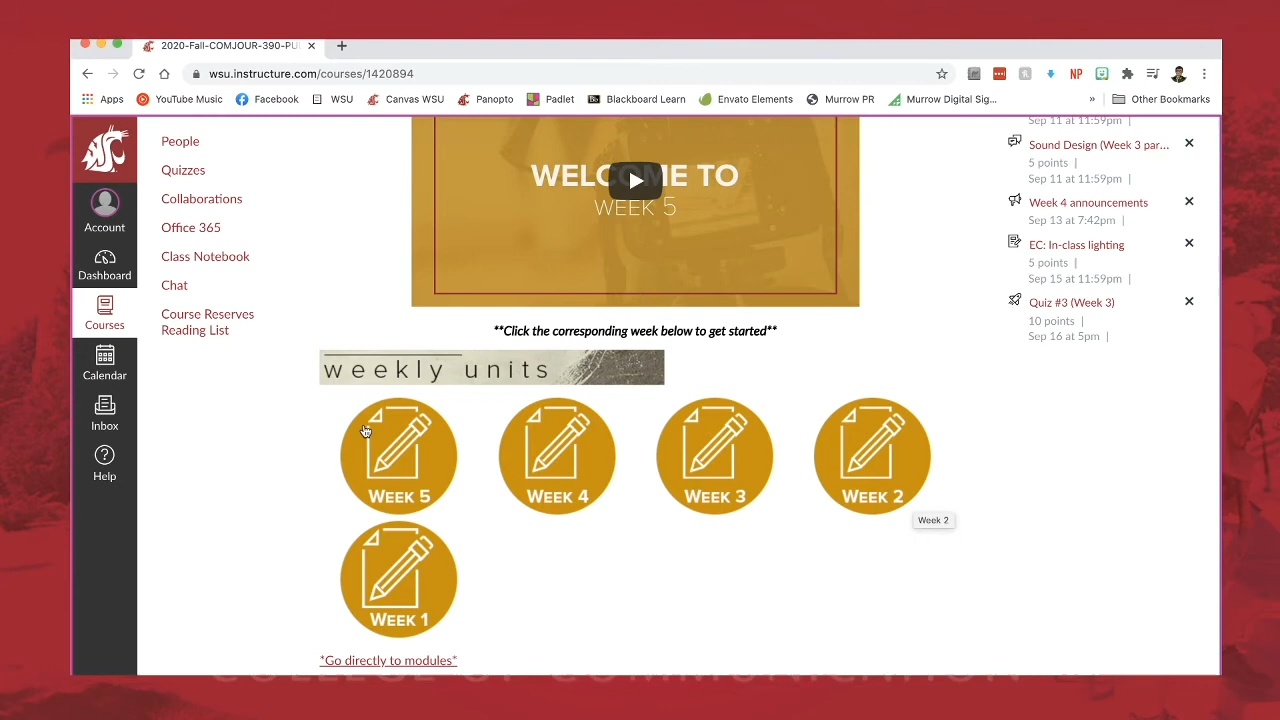 2020-Fall-COMJOUR-390-PU
wsu.instructure.com/courses/1420894
Apps
YouTube Music
Facebook
WSU
Canvas WSU
Panopto
Padlet
Blackboard Learn
Envato Elements
Murrow PR
Murrow Digital Sig...
»
Other Bookmarks
NP
Account
Dashboard
Courses
Calendar
Inbox
Help
People
Quizzes
Collaborations
Office 365
Class Notebook
Chat
Course Reserves
Reading List
WELCOME TO
WEEK 5
**Click the corresponding week below to get started**
weekly units
WEEK 5
WEEK 4
WEEK 3
WEEK 2
Week 2
WEEK 1
*Go directly to modules*
Sep 11 at 11:59pm |
Sound Design (Week 3 par...
5 points |
Sep 11 at 11:59pm |
Week 4 announcements
Sep 13 at 7:42pm |
EC: In-class lighting
5 points |
Sep 15 at 11:59pm |
Quiz #3 (Week 3)
10 points |
Sep 16 at 5pm |
COLLEGE OF COMMUNICATION